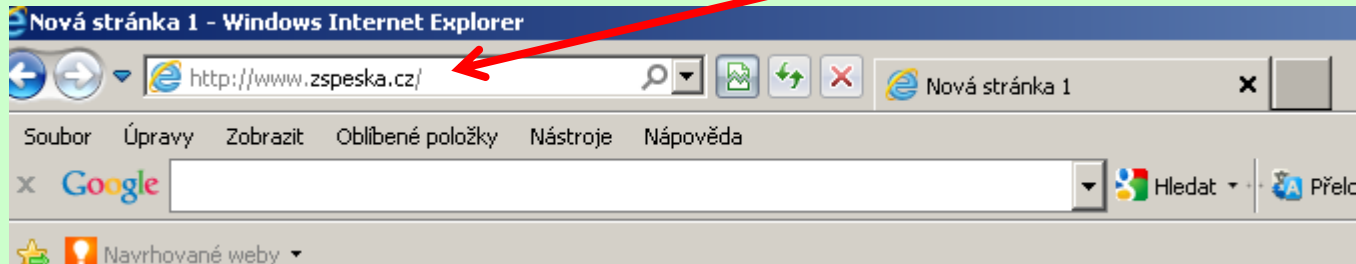 Nová stránka 1 - Windows Internet Explorer
http://www.zspeska.cz/
Nová stránka 1
Soubor Úpravy Zobrazit Oblíbené položky Nástroje Nápověda
x Google Hledat Přelo
Navrhované weby